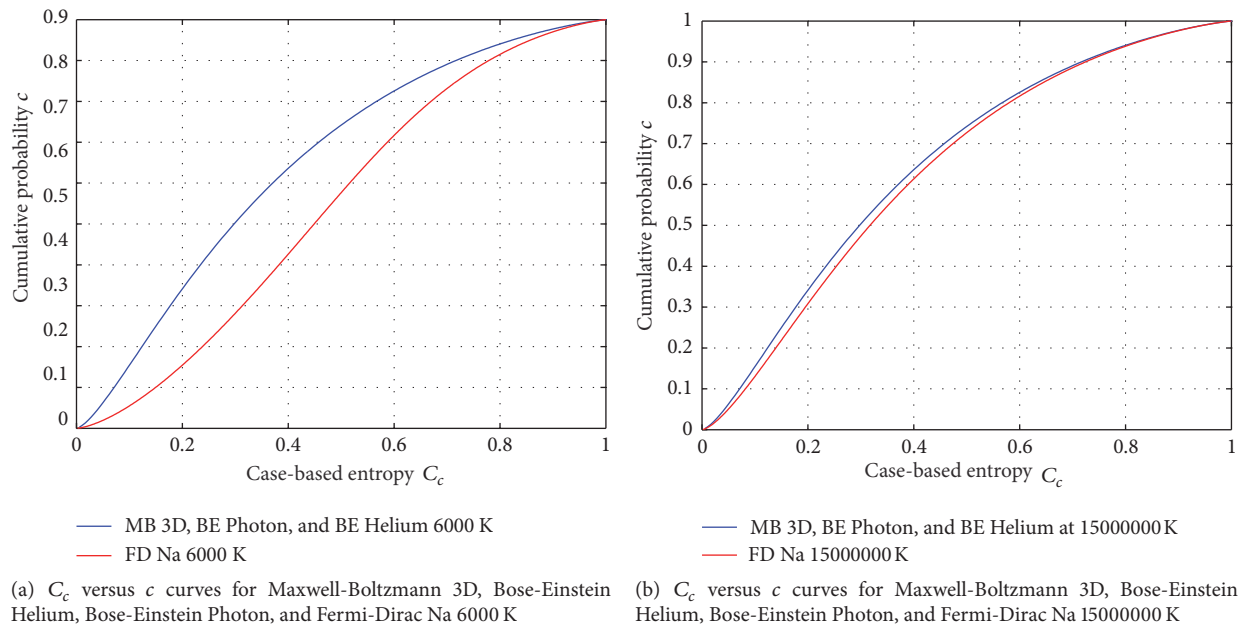 0.9
0.8
0.7
0.6
0.5
0.4
0.3
0.2
0.1
0
Cumulative probability c
0 0.2 0.4 0.6 0.8 1
Case-based entropy C_c
MB 3D, BE Photon, and BE Helium 6000 K
FD Na 6000 K
(a) C_c versus c curves for Maxwell-Boltzmann 3D, Bose-Einstein
Helium, Bose-Einstein Photon, and Fermi-Dirac Na 6000 K
1
0.9
0.8
0.7
0.6
0.5
0.4
0.3
0.2
0.1
0
Cumulative probability c
0 0.2 0.4 0.6 0.8 1
Case-based entropy C_c
MB 3D, BE Photon, and BE Helium at 15000000 K
FD Na 15000000 K
(b) C_c versus c curves for Maxwell-Boltzmann 3D, Bose-Einstein
Helium, Bose-Einstein Photon, and Fermi-Dirac Na 15000000 K